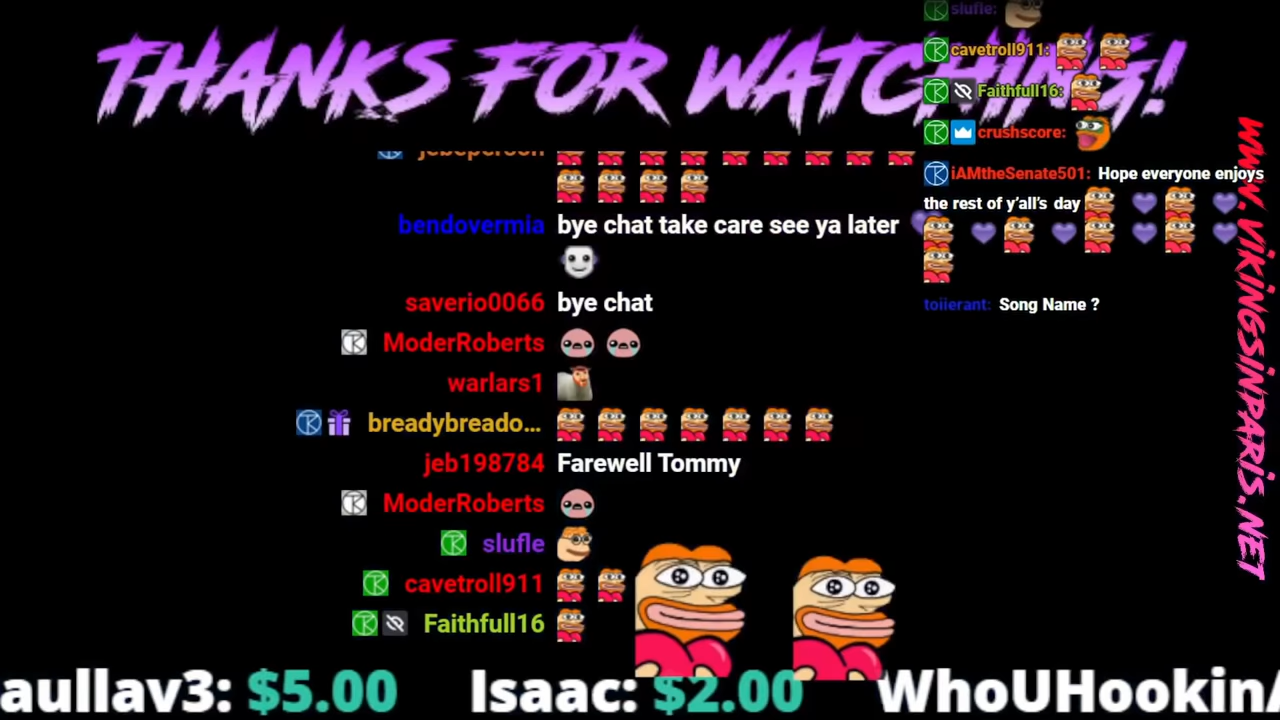 THANKS FOR WATCHING!
slufle:
cavetroll911:
Faithfull16:
crushscore:
iAMtheSenate501: Hope everyone enjoys
the rest of y'all's day
toiierant: Song Name ?
WWW.VIKINGSINPARIS.NET
jebeperson
bendovermia bye chat take care see ya later
saverio0066 bye chat
ModerRoberts
warlars1
breadybreado...
jeb198784 Farewell Tommy
ModerRoberts
slufle
cavetroll911
Faithfull16
aullav3: $5.00 Isaac: $2.00 WhoUHookin